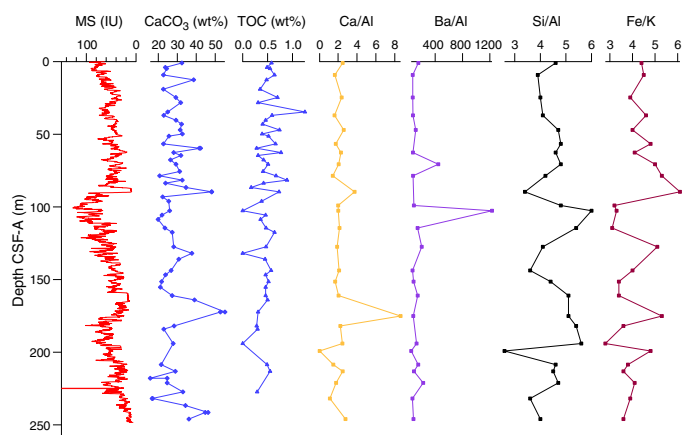 MS (IU) CaCO3 (wt%) TOC (wt%) Ca/Al Ba/Al Si/Al Fe/K
100 20 30 40 50 0.0 0.5 1.0 0 2 4 6 8 400 800 1200 3 4 5 6 3 4 5 6
0
50
100
150
200
250
Depth CSF-A (m)